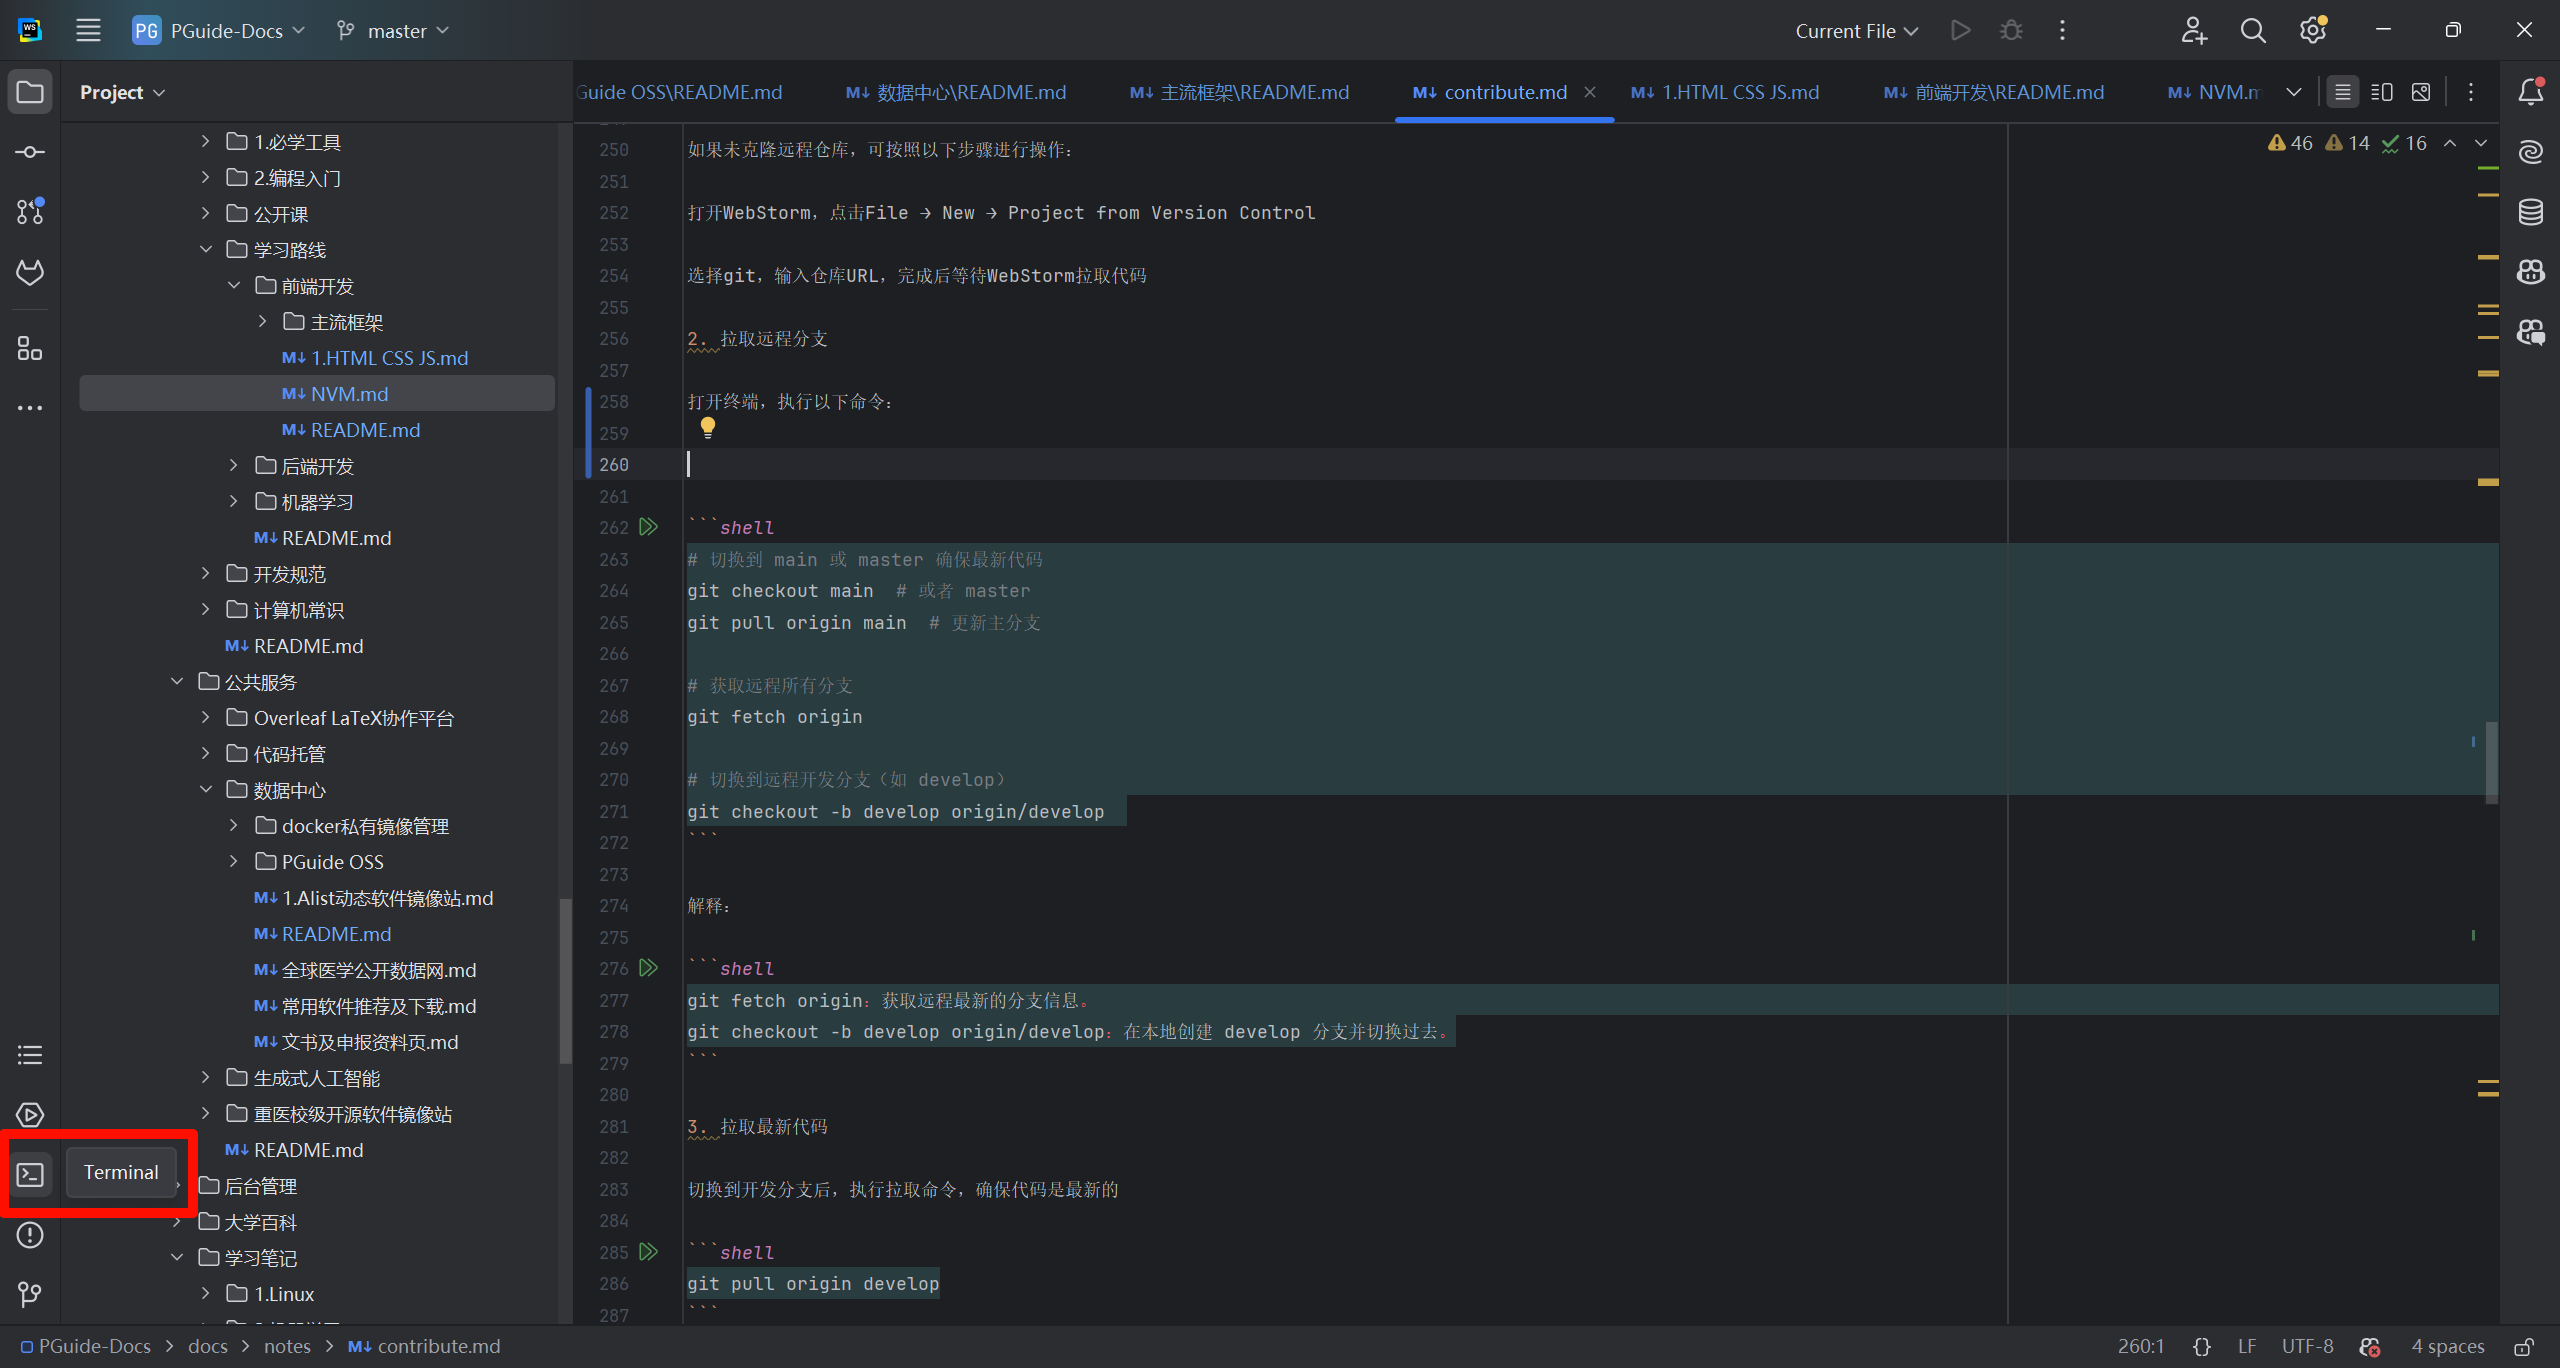 WS
PG PGuide-Docs
master
Current File
Project
Guide OSS\README.md
M↓ 数据中心\README.md
M↓ 主流框架\README.md
M↓ contribute.md
M↓ 1.HTML CSS JS.md
M↓ 前端开发\README.md
M↓ NVM.m
1.必学工具
2.编程入门
公开课
学习路线
前端开发
主流框架
M↓ 1.HTML CSS JS.md
M↓ NVM.md
M↓ README.md
后端开发
机器学习
M↓ README.md
开发规范
计算机常识
M↓ README.md
公共服务
Overleaf LaTeX协作平台
代码托管
数据中心
docker私有镜像管理
PGuide OSS
M↓ 1.Alist动态软件镜像站.md
M↓ README.md
M↓ 全球医学公开数据网.md
M↓ 常用软件推荐及下载.md
M↓ 文书及申报资料页.md
生成式人工智能
重医校级开源软件镜像站
M↓ README.md
Terminal
后台管理
大学百科
学习笔记
1.Linux
46 14 16
250 如果未克隆远程仓库，可按照以下步骤进行操作：
251
252 打开WebStorm，点击File → New → Project from Version Control
253
254 选择git，输入仓库URL，完成后等待WebStorm拉取代码
255
256 2. 拉取远程分支
257
258 打开终端，执行以下命令：
259
260
261
262 ```shell
263 # 切换到 main 或 master 确保最新代码
264 git checkout main  # 或者 master
265 git pull origin main  # 更新主分支
266
267 # 获取远程所有分支
268 git fetch origin
269
270 # 切换到远程开发分支（如 develop）
271 git checkout -b develop origin/develop
272 ```
273
274 解释：
275
276 ```shell
277 git fetch origin：获取远程最新的分支信息。
278 git checkout -b develop origin/develop：在本地创建 develop 分支并切换过去。
279 ```
280
281 3. 拉取最新代码
282
283 切换到开发分支后，执行拉取命令，确保代码是最新的
284
285 ```shell
286 git pull origin develop
287 ```
PGuide-Docs > docs > notes > M↓ contribute.md
260:1 {} LF UTF-8 4 spaces